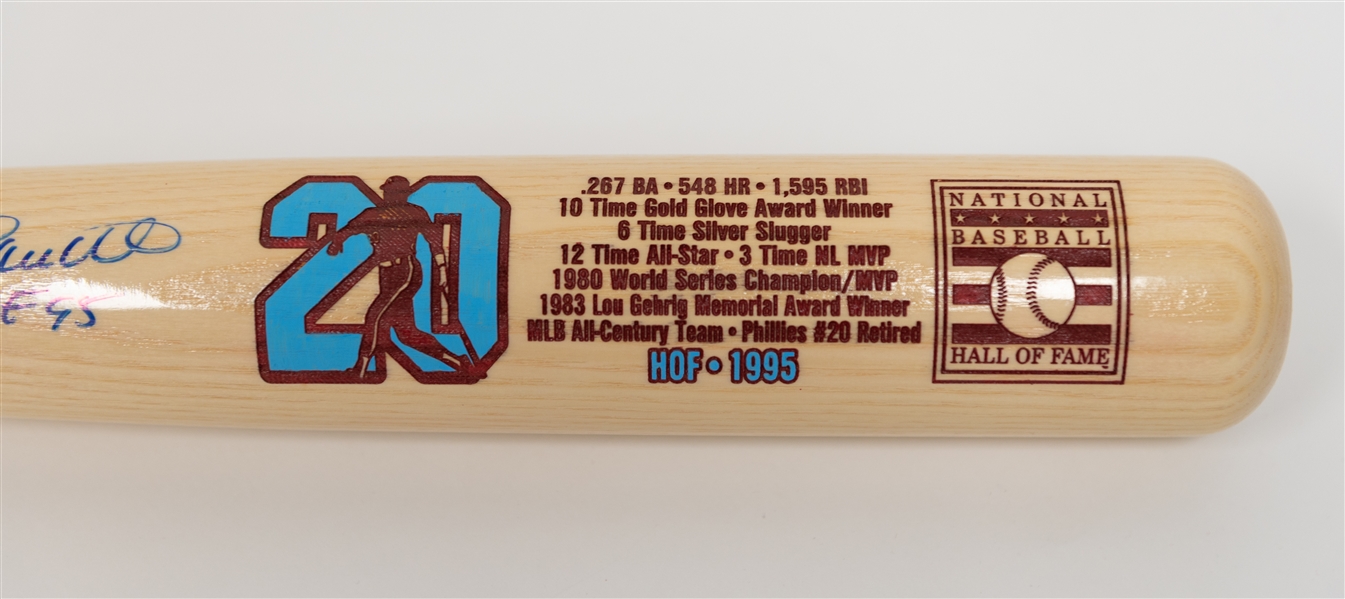 20
.267 BA • 548 HR • 1,595 RBI
10 Time Gold Glove Award Winner
6 Time Silver Slugger
12 Time All-Star • 3 Time NL MVP
1980 World Series Champion/MVP
1983 Lou Gehrig Memorial Award Winner
MLB All-Century Team • Phillies #20 Retired
HOF • 1995
NATIONAL
BASEBALL
HALL OF FAME